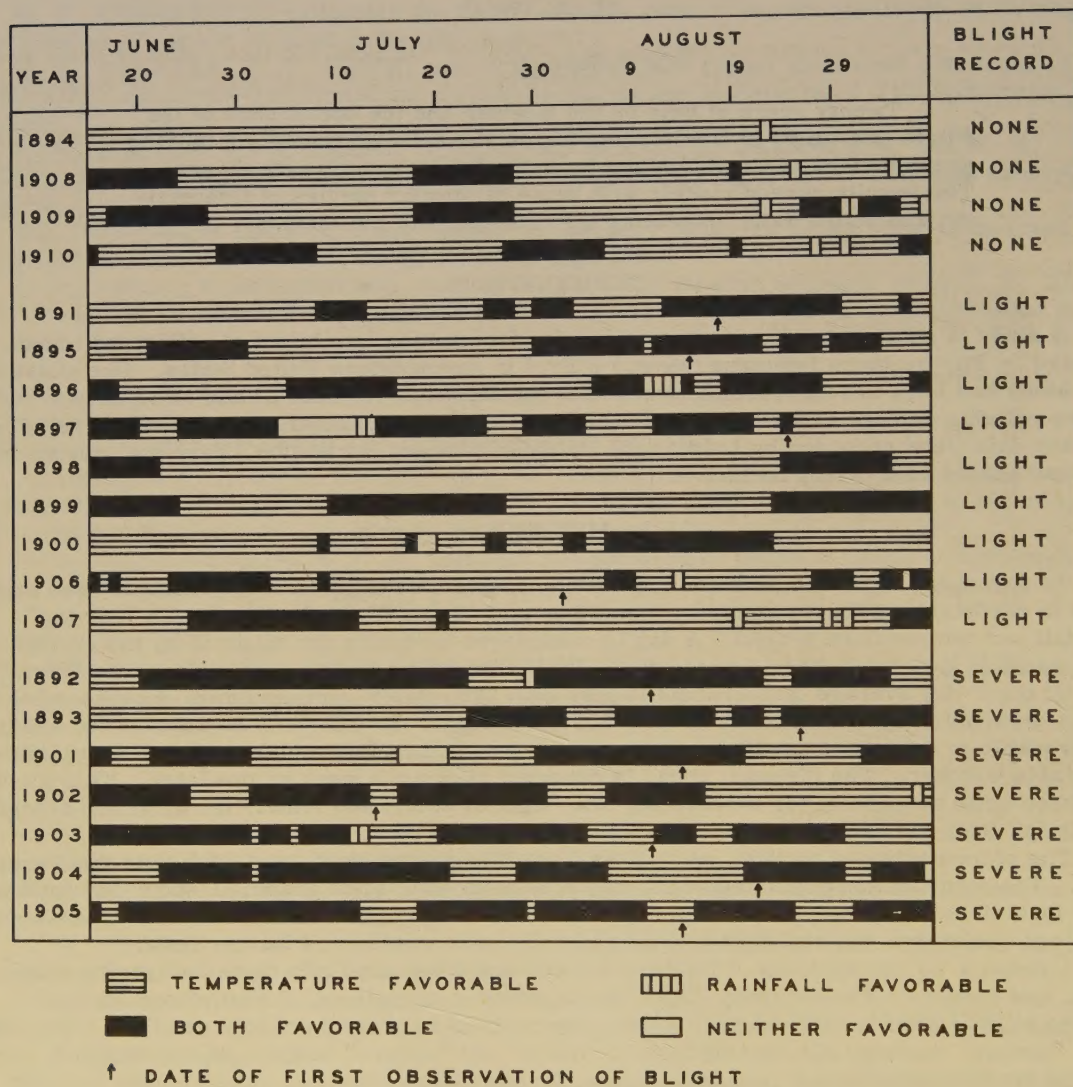 JUNE JULY AUGUST BLIGHT
YEAR 20 30 10 20 30 9 19 29 RECORD
1894 NONE
1908 NONE
1909 NONE
1910 NONE
1891 LIGHT
1895 LIGHT
1896 LIGHT
1897 LIGHT
1898 LIGHT
1899 LIGHT
1900 LIGHT
1906 LIGHT
1907 LIGHT
1892 SEVERE
1893 SEVERE
1901 SEVERE
1902 SEVERE
1903 SEVERE
1904 SEVERE
1905 SEVERE
TEMPERATURE FAVORABLE RAINFALL FAVORABLE
BOTH FAVORABLE NEITHER FAVORABLE
↑ DATE OF FIRST OBSERVATION OF BLIGHT